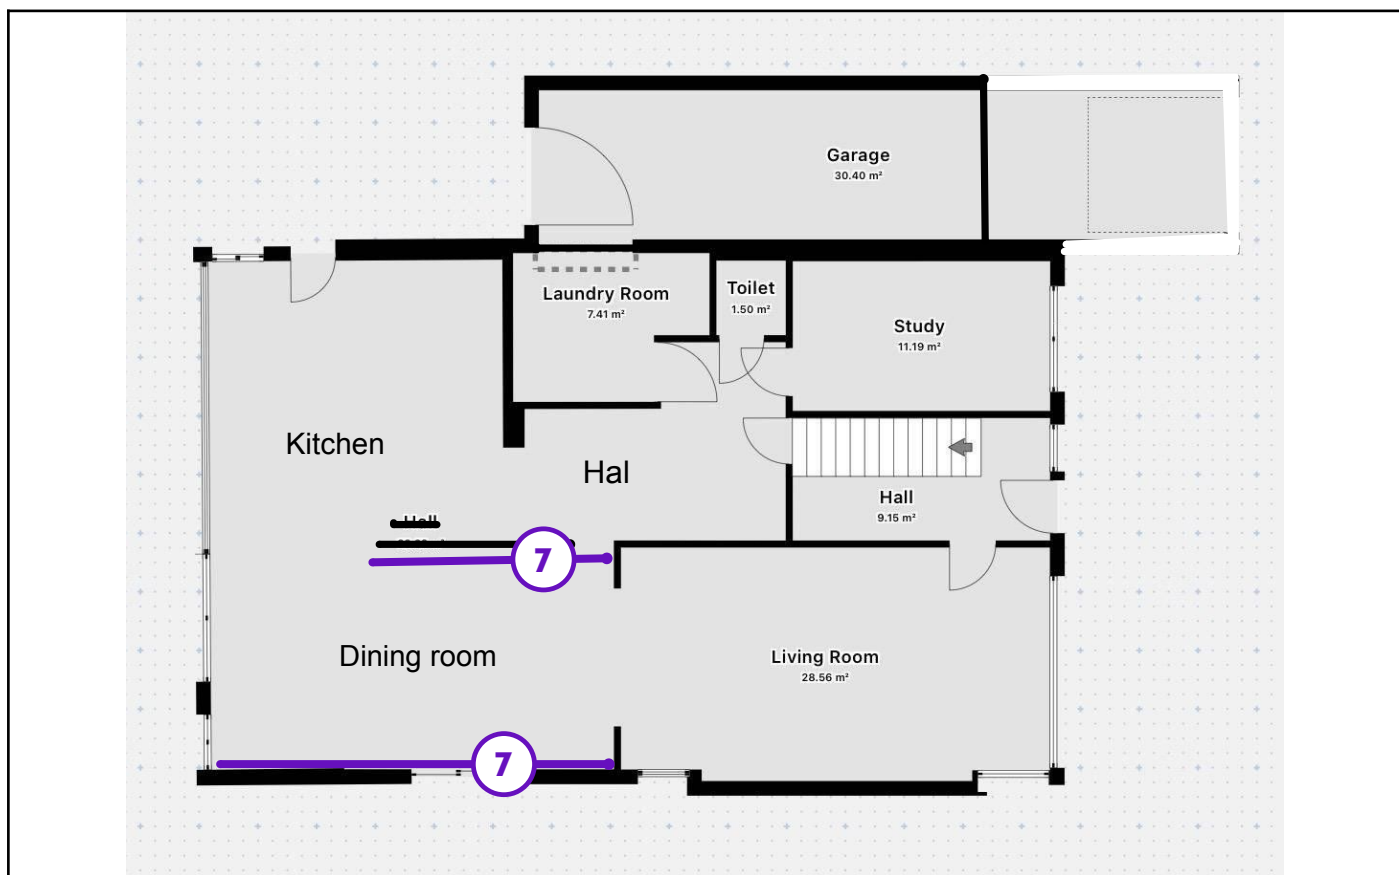 Garage
30.40 m²
Laundry Room
7.41 m²
Toilet
1.50 m²
Study
11.19 m²
Kitchen
Hal
Hall
9.15 m²
Hall
7
Dining room
Living Room
28.56 m²
7